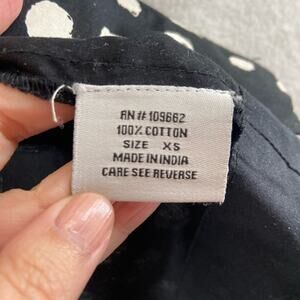 RN# 109662
100% COTTON
SIZE XS
MADE IN INDIA
CARE SEE REVERSE